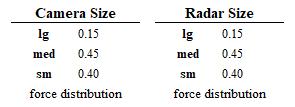 Camera Size Radar Size
lg 0.15 lg 0.15
med 0.45 med 0.45
sm 0.40 sm 0.40
force distribution force distribution